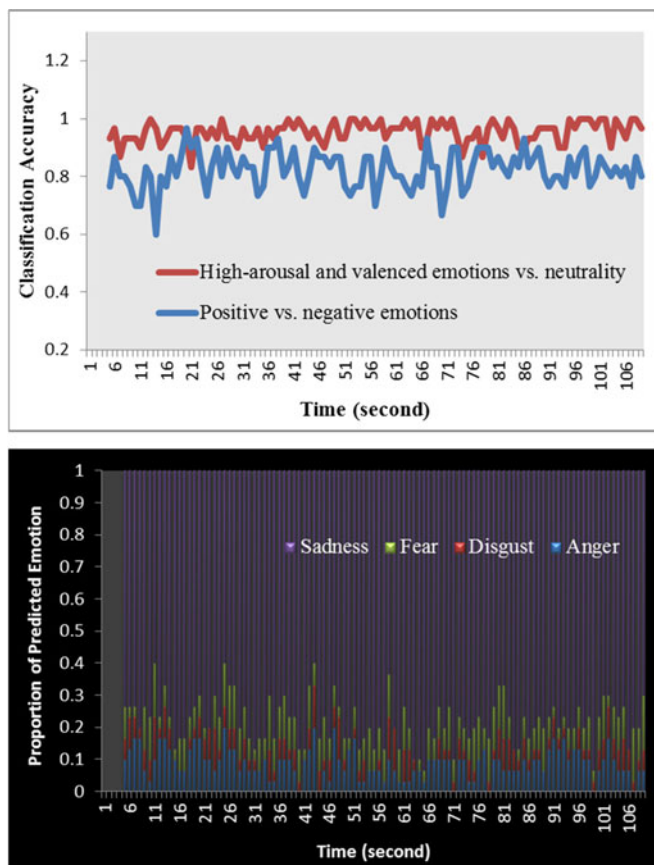 1.2
1
0.8
0.6
0.4
0.2
Classification Accuracy
High-arousal and valenced emotions vs. neutrality
Positive vs. negative emotions
1 6 11 16 21 26 31 36 41 46 51 56 61 66 71 76 81 86 91 96 101 106
Time (second)
1
0.9
0.8
0.7
0.6
0.5
0.4
0.3
0.2
0.1
0
Proportion of Predicted Emotion
Sadness Fear Disgust Anger
1 6 11 16 21 26 31 36 41 46 51 56 61 66 71 76 81 86 91 96 101 106
Time (second)